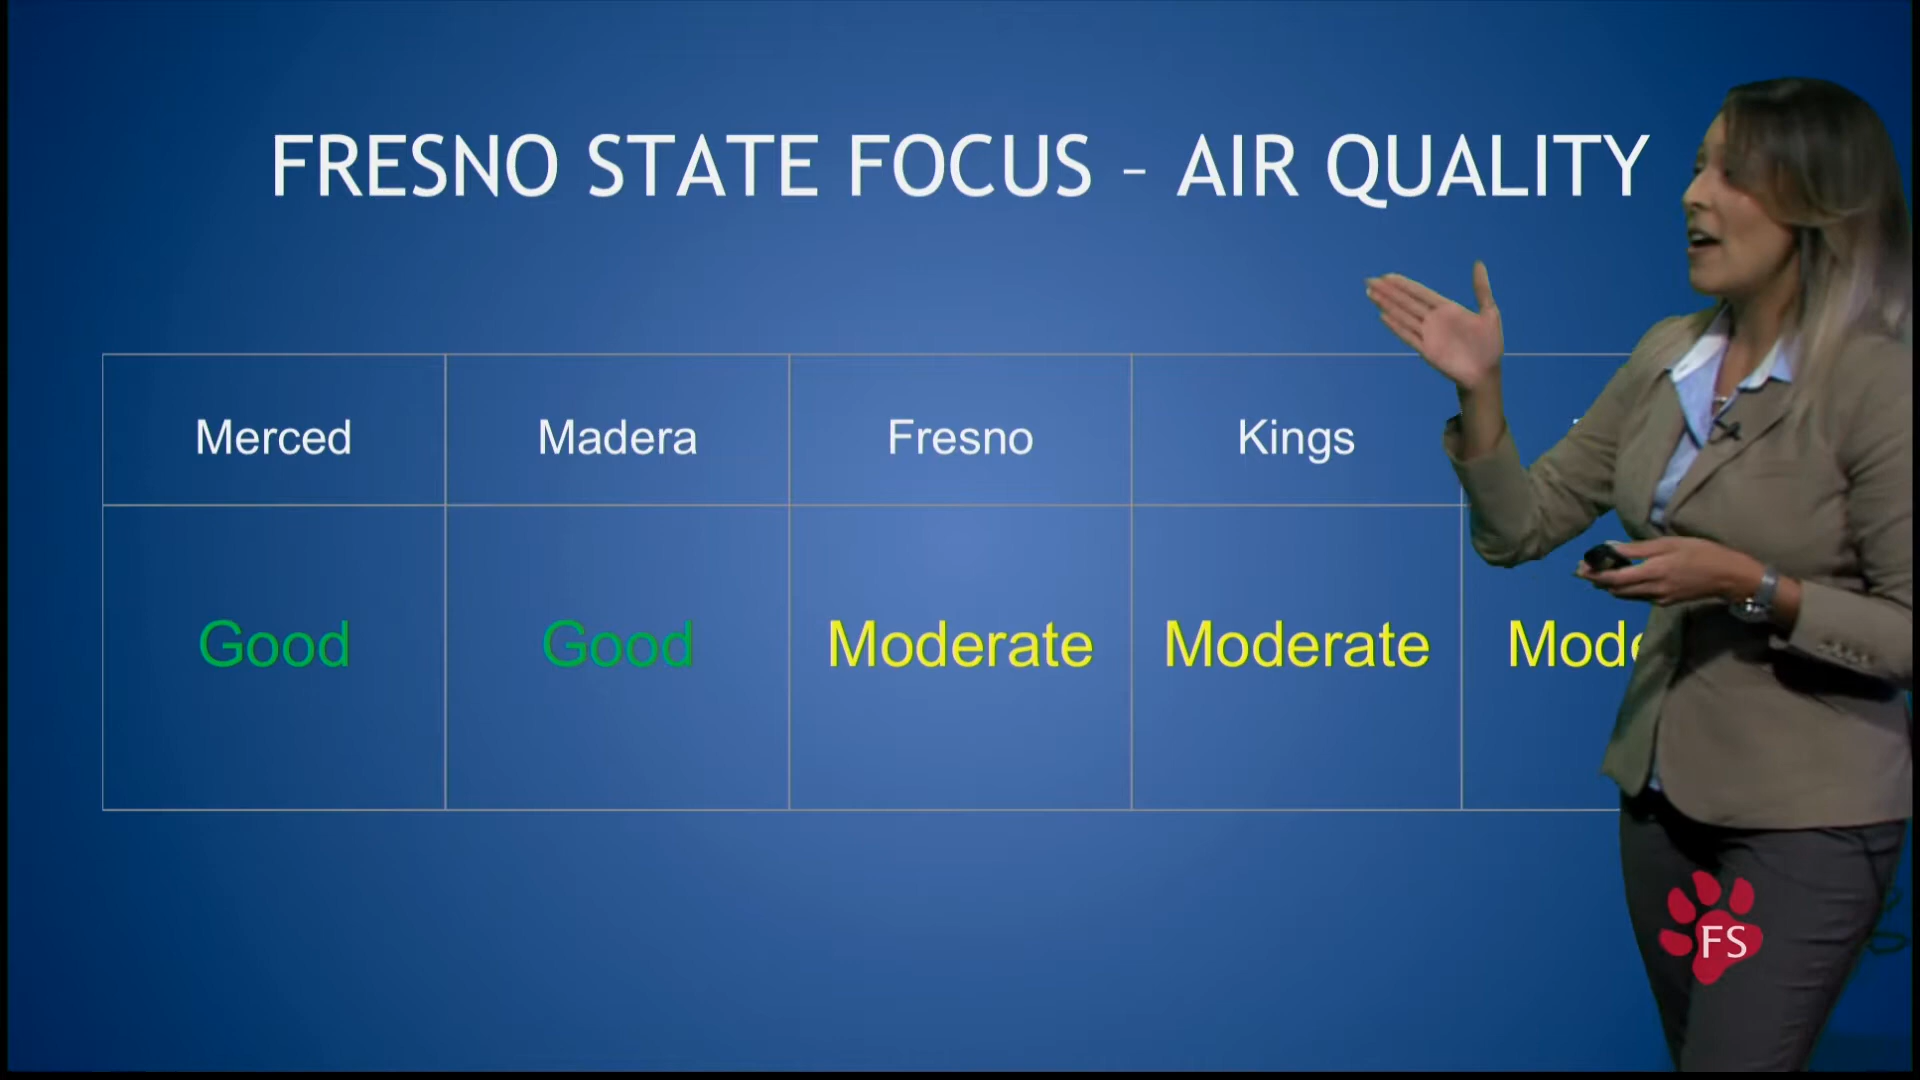 FRESNO STATE FOCUS – AIR QUALITY
Merced Madera Fresno Kings
Good Good Moderate Moderate
FS